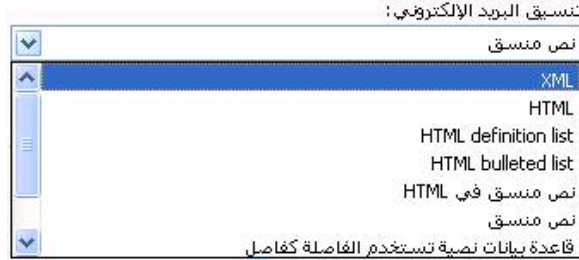 تنسيق البريد الإلكتروني:
نص منسق
XML
HTML
HTML definition list
HTML bulleted list
نص منسق في HTML
نص منسق
قاعدة بيانات نصية تستخدم الفاصلة كفاصل